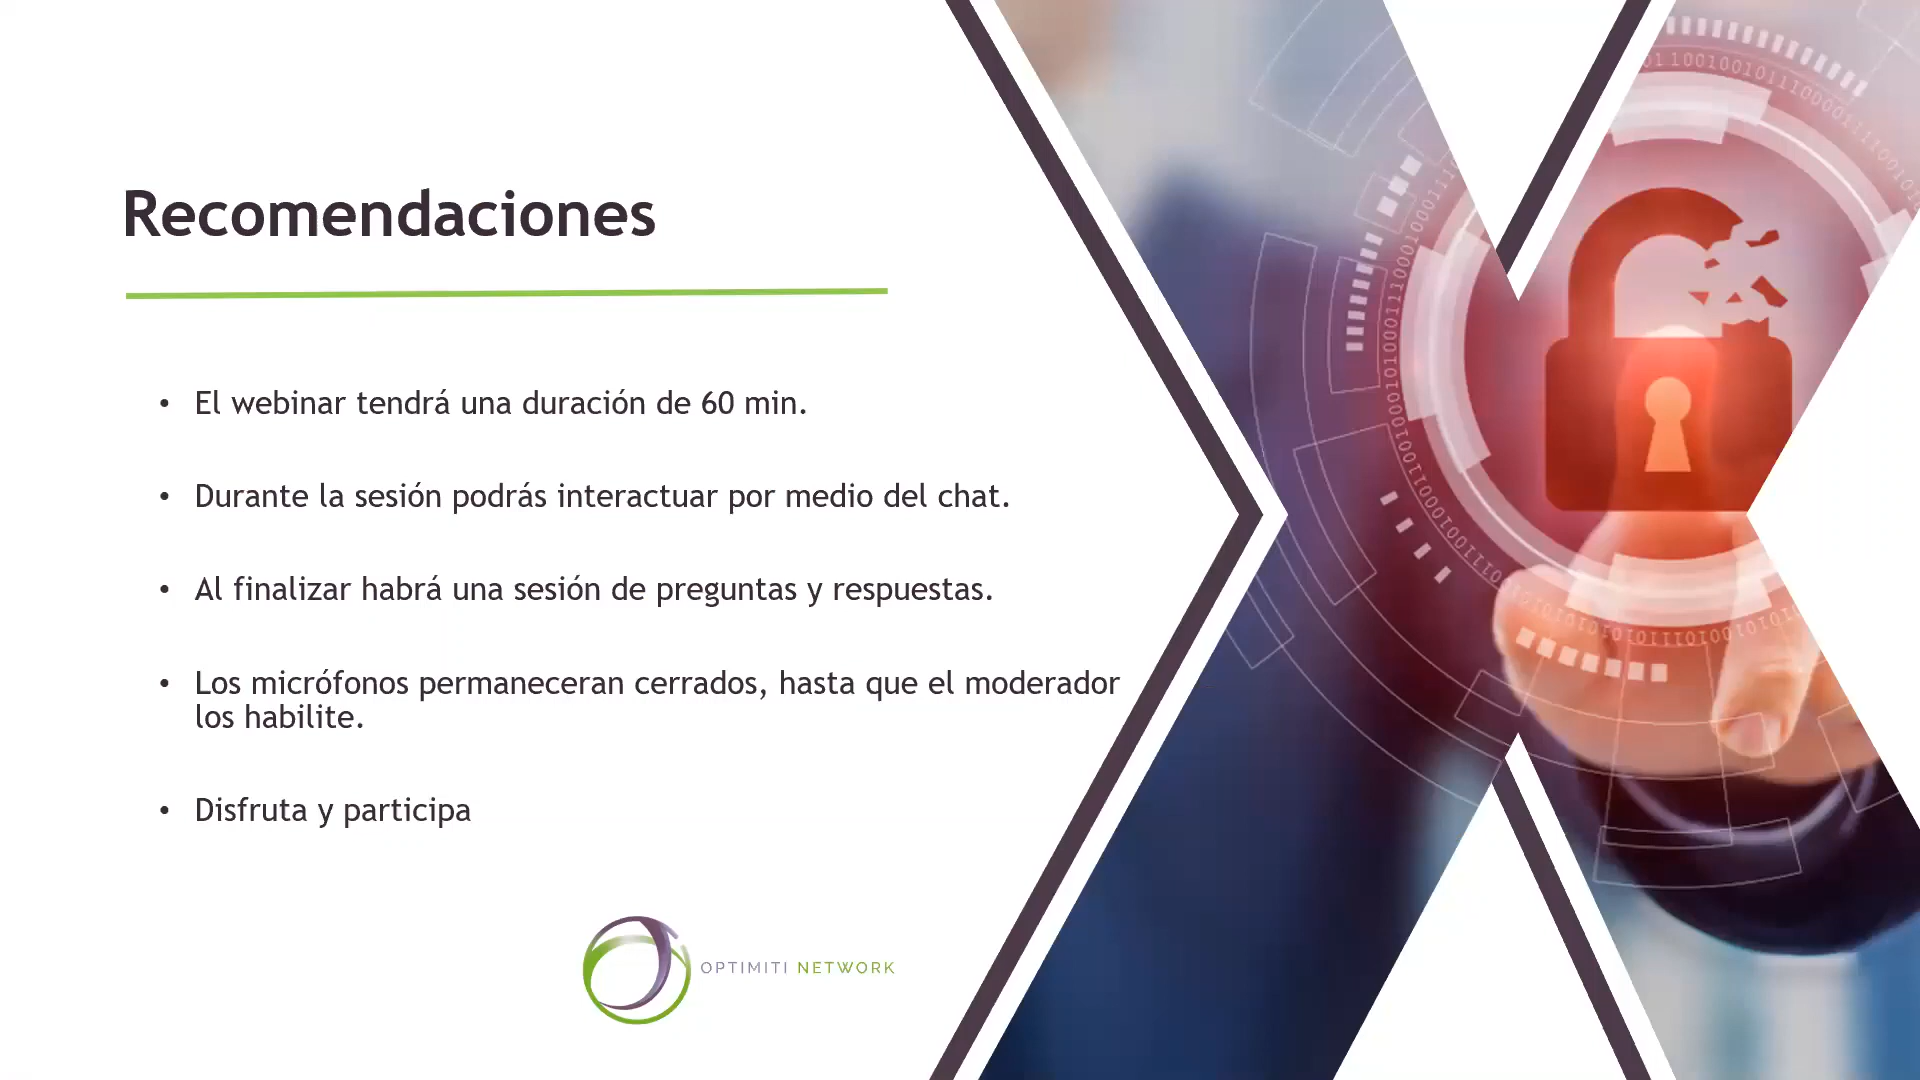 Recomendaciones
• El webinar tendrá una duración de 60 min.
• Durante la sesión podrás interactuar por medio del chat.
• Al finalizar habrá una sesión de preguntas y respuestas.
• Los micrófonos permaneceran cerrados, hasta que el moderador
los habilite.
• Disfruta y participa
OPTIMITI NETWORK